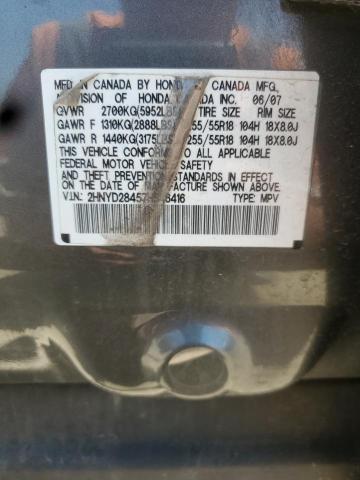 MFD IN CANADA BY HONDA CANADA MFG.
DIVISION OF HONDA CANADA INC. 06/07
GVWR 2700KG(5952LBS) TIRE SIZE RIM SIZE
GAWR F 1310KG(2888LBS) 255/55R18 104H 18X8.0J
GAWR R 1440KG(3175LBS) 255/55R18 104H 18X8.0J
THIS VEHICLE CONFORMS TO ALL APPLICABLE
FEDERAL MOTOR VEHICLE SAFETY
AND THEFT PREVENTION STANDARDS IN EFFECT
ON THE DATE OF MANUFACTURE SHOWN ABOVE.
V.I.N.: 2HNYD28457 6416 TYPE: MPV